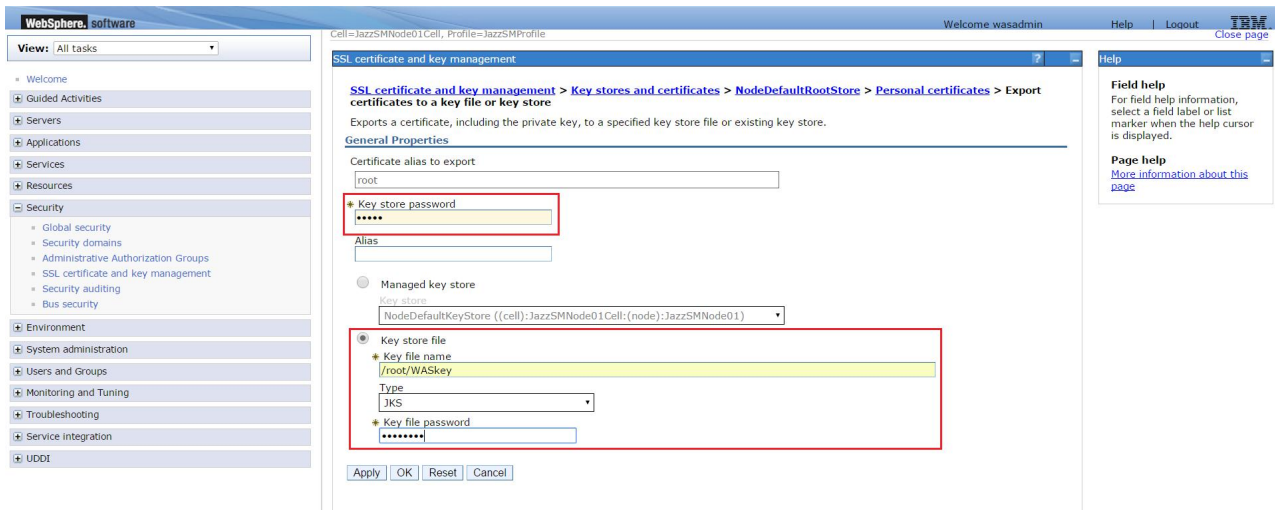 WebSphere. software
Welcome wasadmin
Help | Logout
IBM.
Cell=JazzSMNode01Cell, Profile=JazzSMProfile
Close page
View: All tasks
Welcome
Guided Activities
Servers
Applications
Services
Resources
Security
Global security
Security domains
Administrative Authorization Groups
SSL certificate and key management
Security auditing
Bus security
Environment
System administration
Users and Groups
Monitoring and Tuning
Troubleshooting
Service integration
UDDI
SSL certificate and key management
?
SSL certificate and key management > Key stores and certificates > NodeDefaultRootStore > Personal certificates > Export
certificates to a key file or key store
Exports a certificate, including the private key, to a specified key store file or existing key store.
General Properties
Certificate alias to export
root
Key store password
•••••
Alias
Managed key store
Key store
NodeDefaultKeyStore ((cell):JazzSMNode01Cell:(node):JazzSMNode01)
Key store file
Key file name
/root/WASkey
Type
JKS
Key file password
••••••••
Apply OK Reset Cancel
Help
Field help
For field help information,
select a field label or list
marker when the help cursor
is displayed.
Page help
More information about this
page